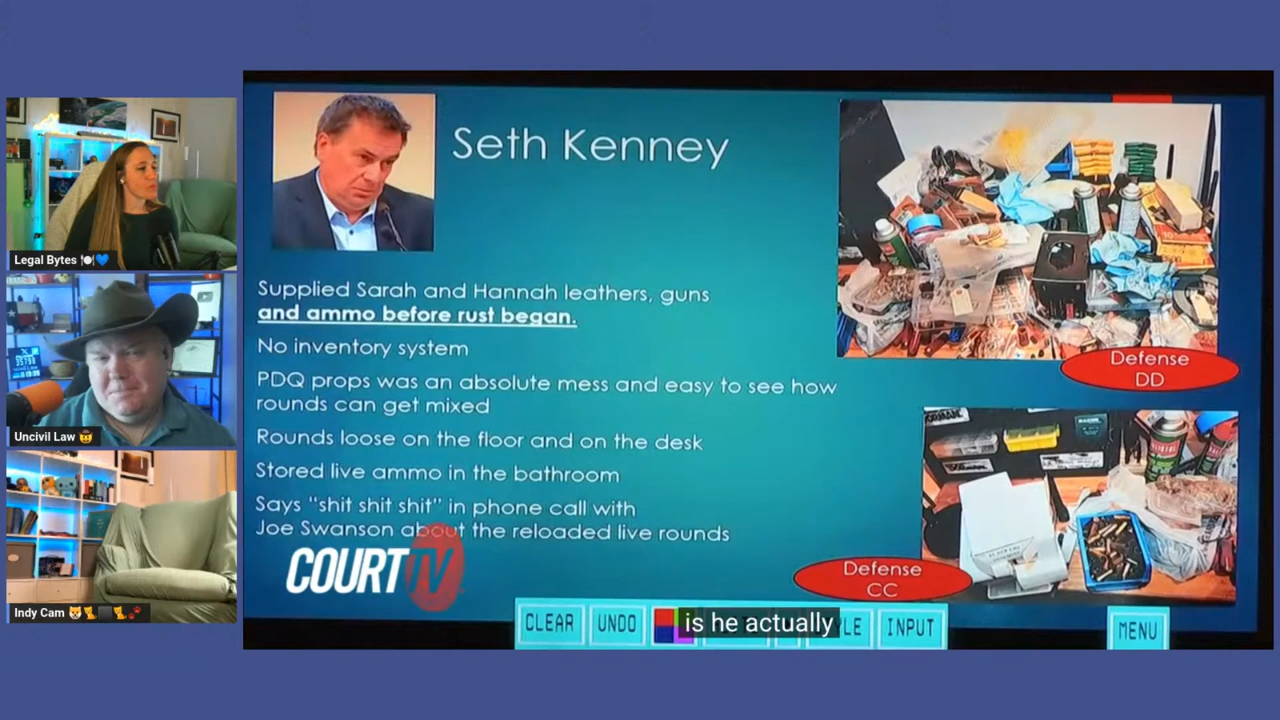 Legal Bytes 🍽️💙
Uncivil Law 🤠
Indy Cam 🐯🐈⬛🐈🐾
Seth Kenney
Supplied Sarah and Hannah leathers, guns
and ammo before rust began.
No inventory system
PDQ props was an absolute mess and easy to see how
rounds can get mixed
Rounds loose on the floor and on the desk
Stored live ammo in the bathroom
Says “shit shit shit” in phone call with
Joe Swanson about the reloaded live rounds
Defense
DD
Defense
CC
COURT TV
CLEAR
UNDO
is he actually
INPUT
MENU